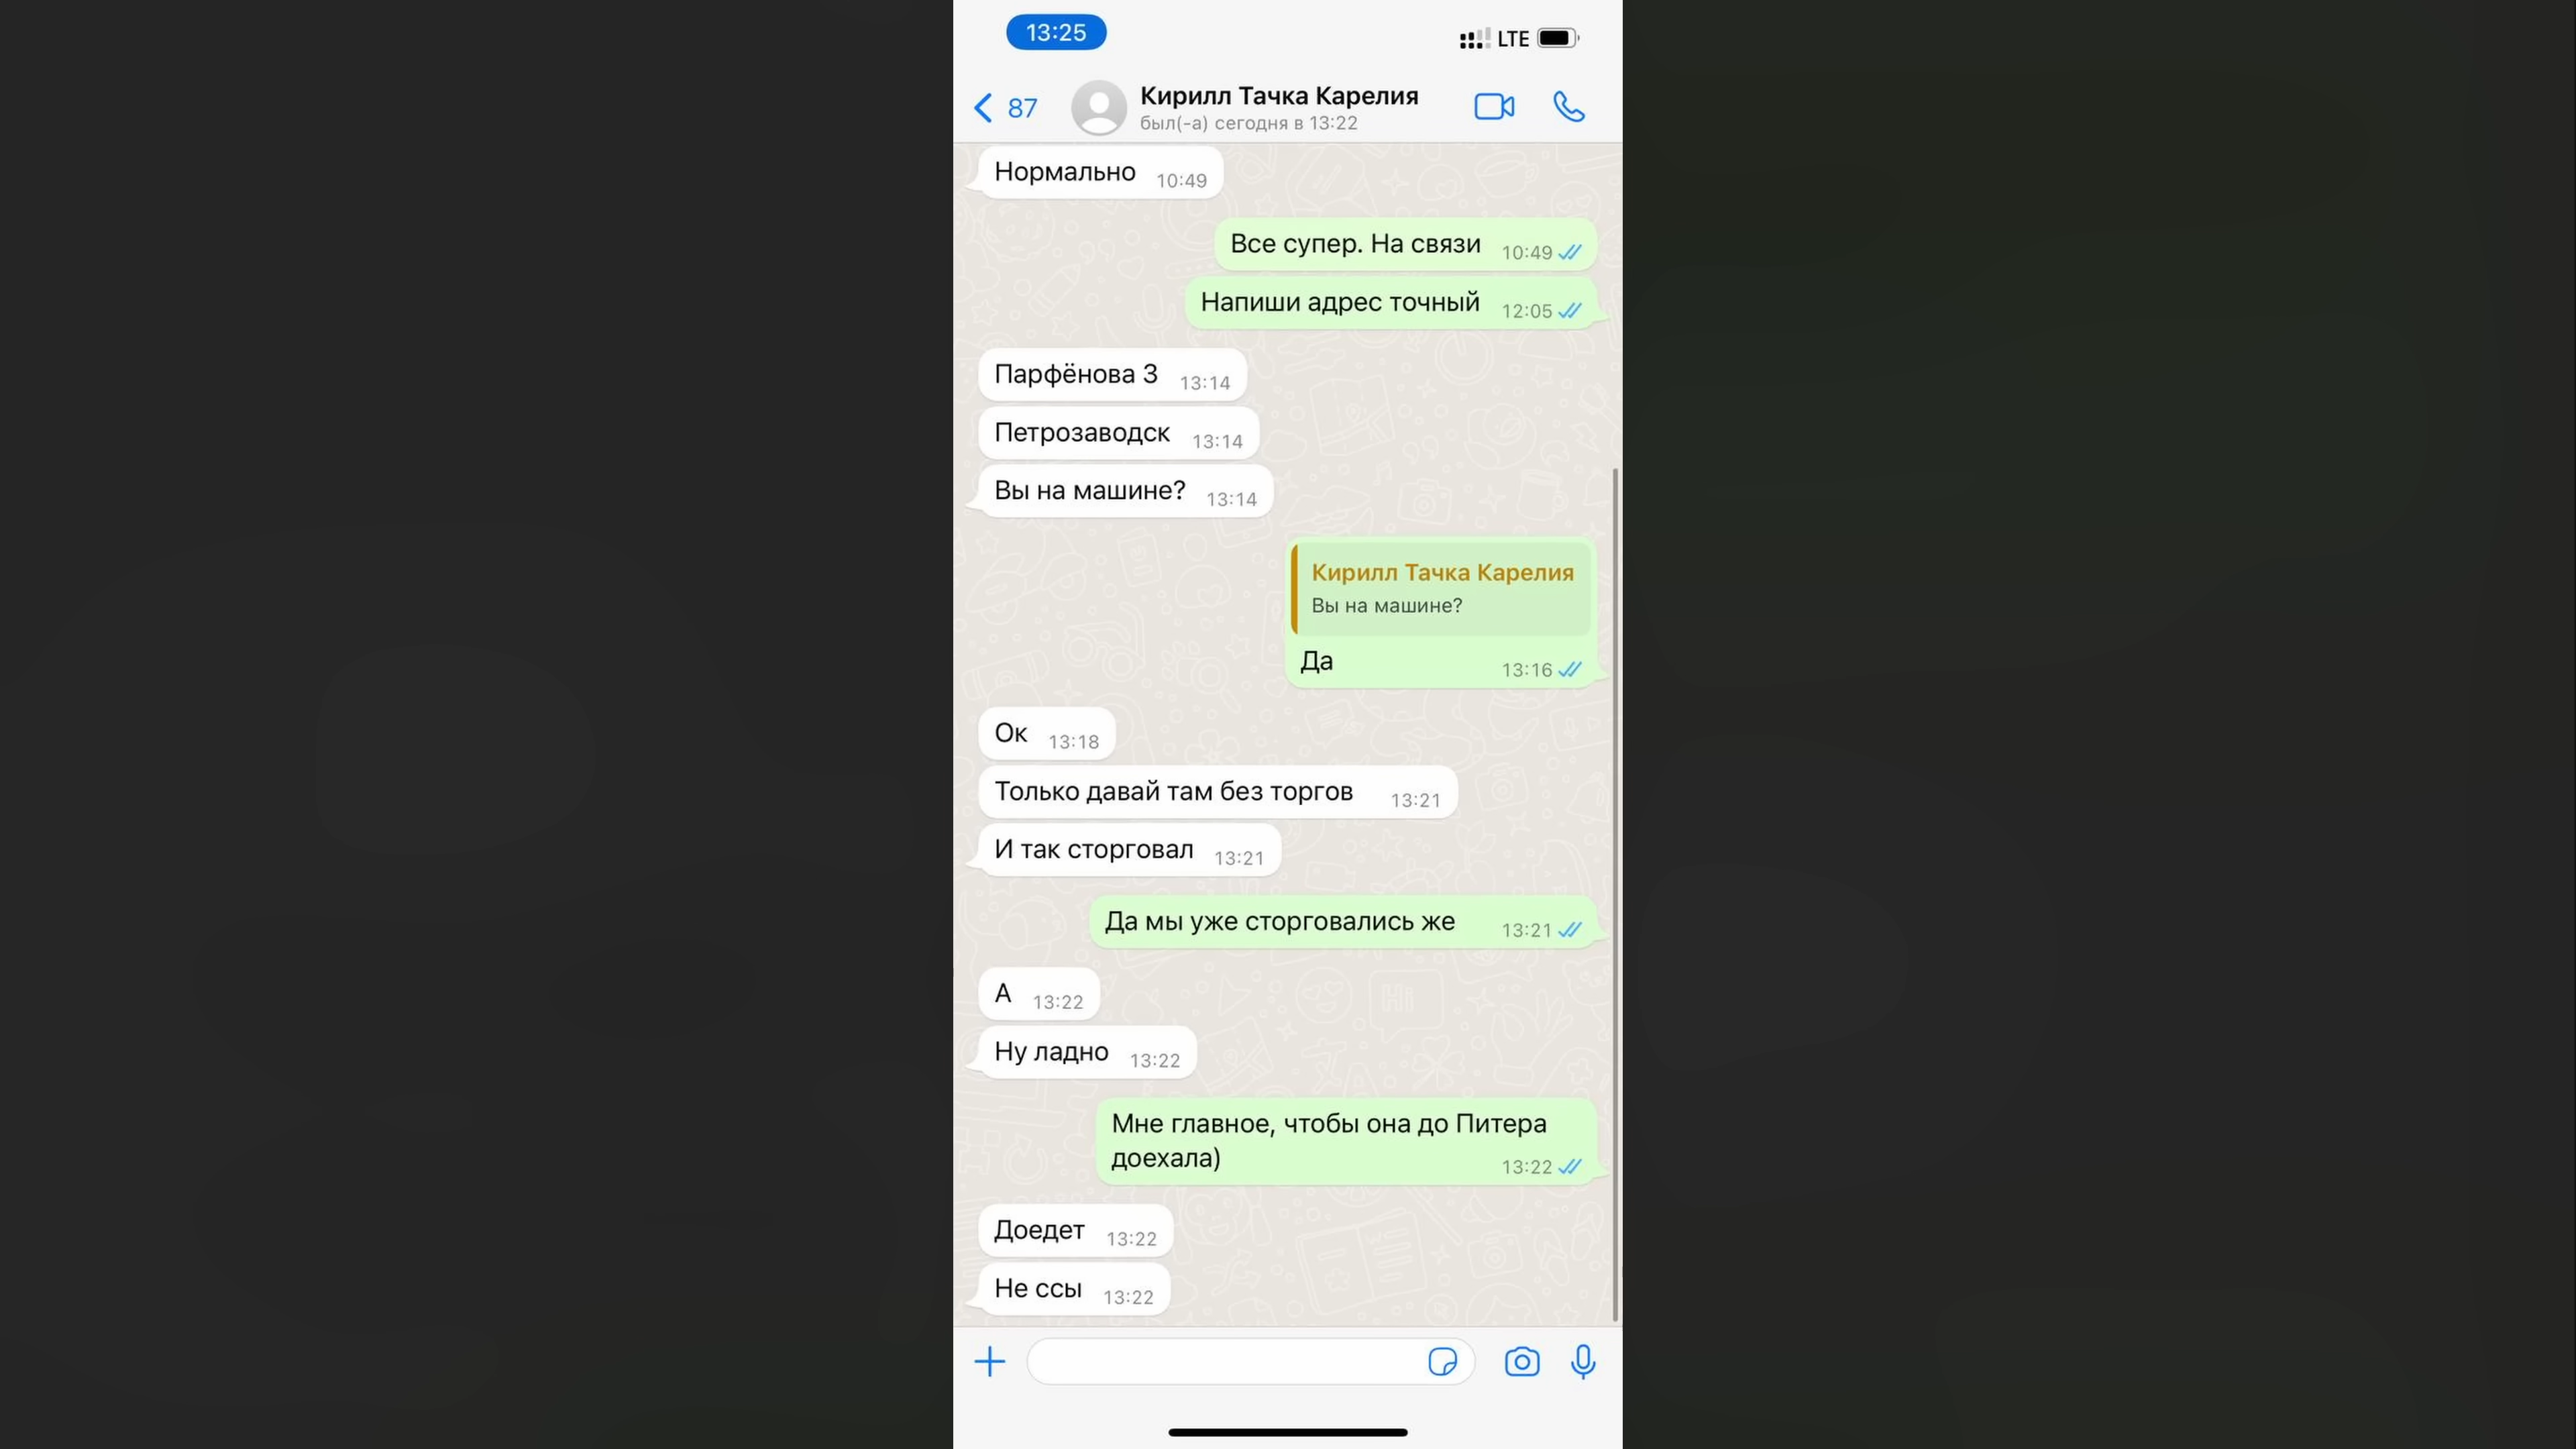 13:25
LTE
87
Кирилл Тачка Карелия
был(-а) сегодня в 13:22
Нормально 10:49
Все супер. На связи 10:49
Напиши адрес точный 12:05
Парфёнова 3 13:14
Петрозаводск 13:14
Вы на машине? 13:14
Кирилл Тачка Карелия
Вы на машине?
Да 13:16
Ок 13:18
Только давай там без торгов 13:21
И так сторговал 13:21
Да мы уже сторговались же 13:21
А 13:22
Ну ладно 13:22
Мне главное, чтобы она до Питера
доехала) 13:22
Доедет 13:22
Не ссы 13:22